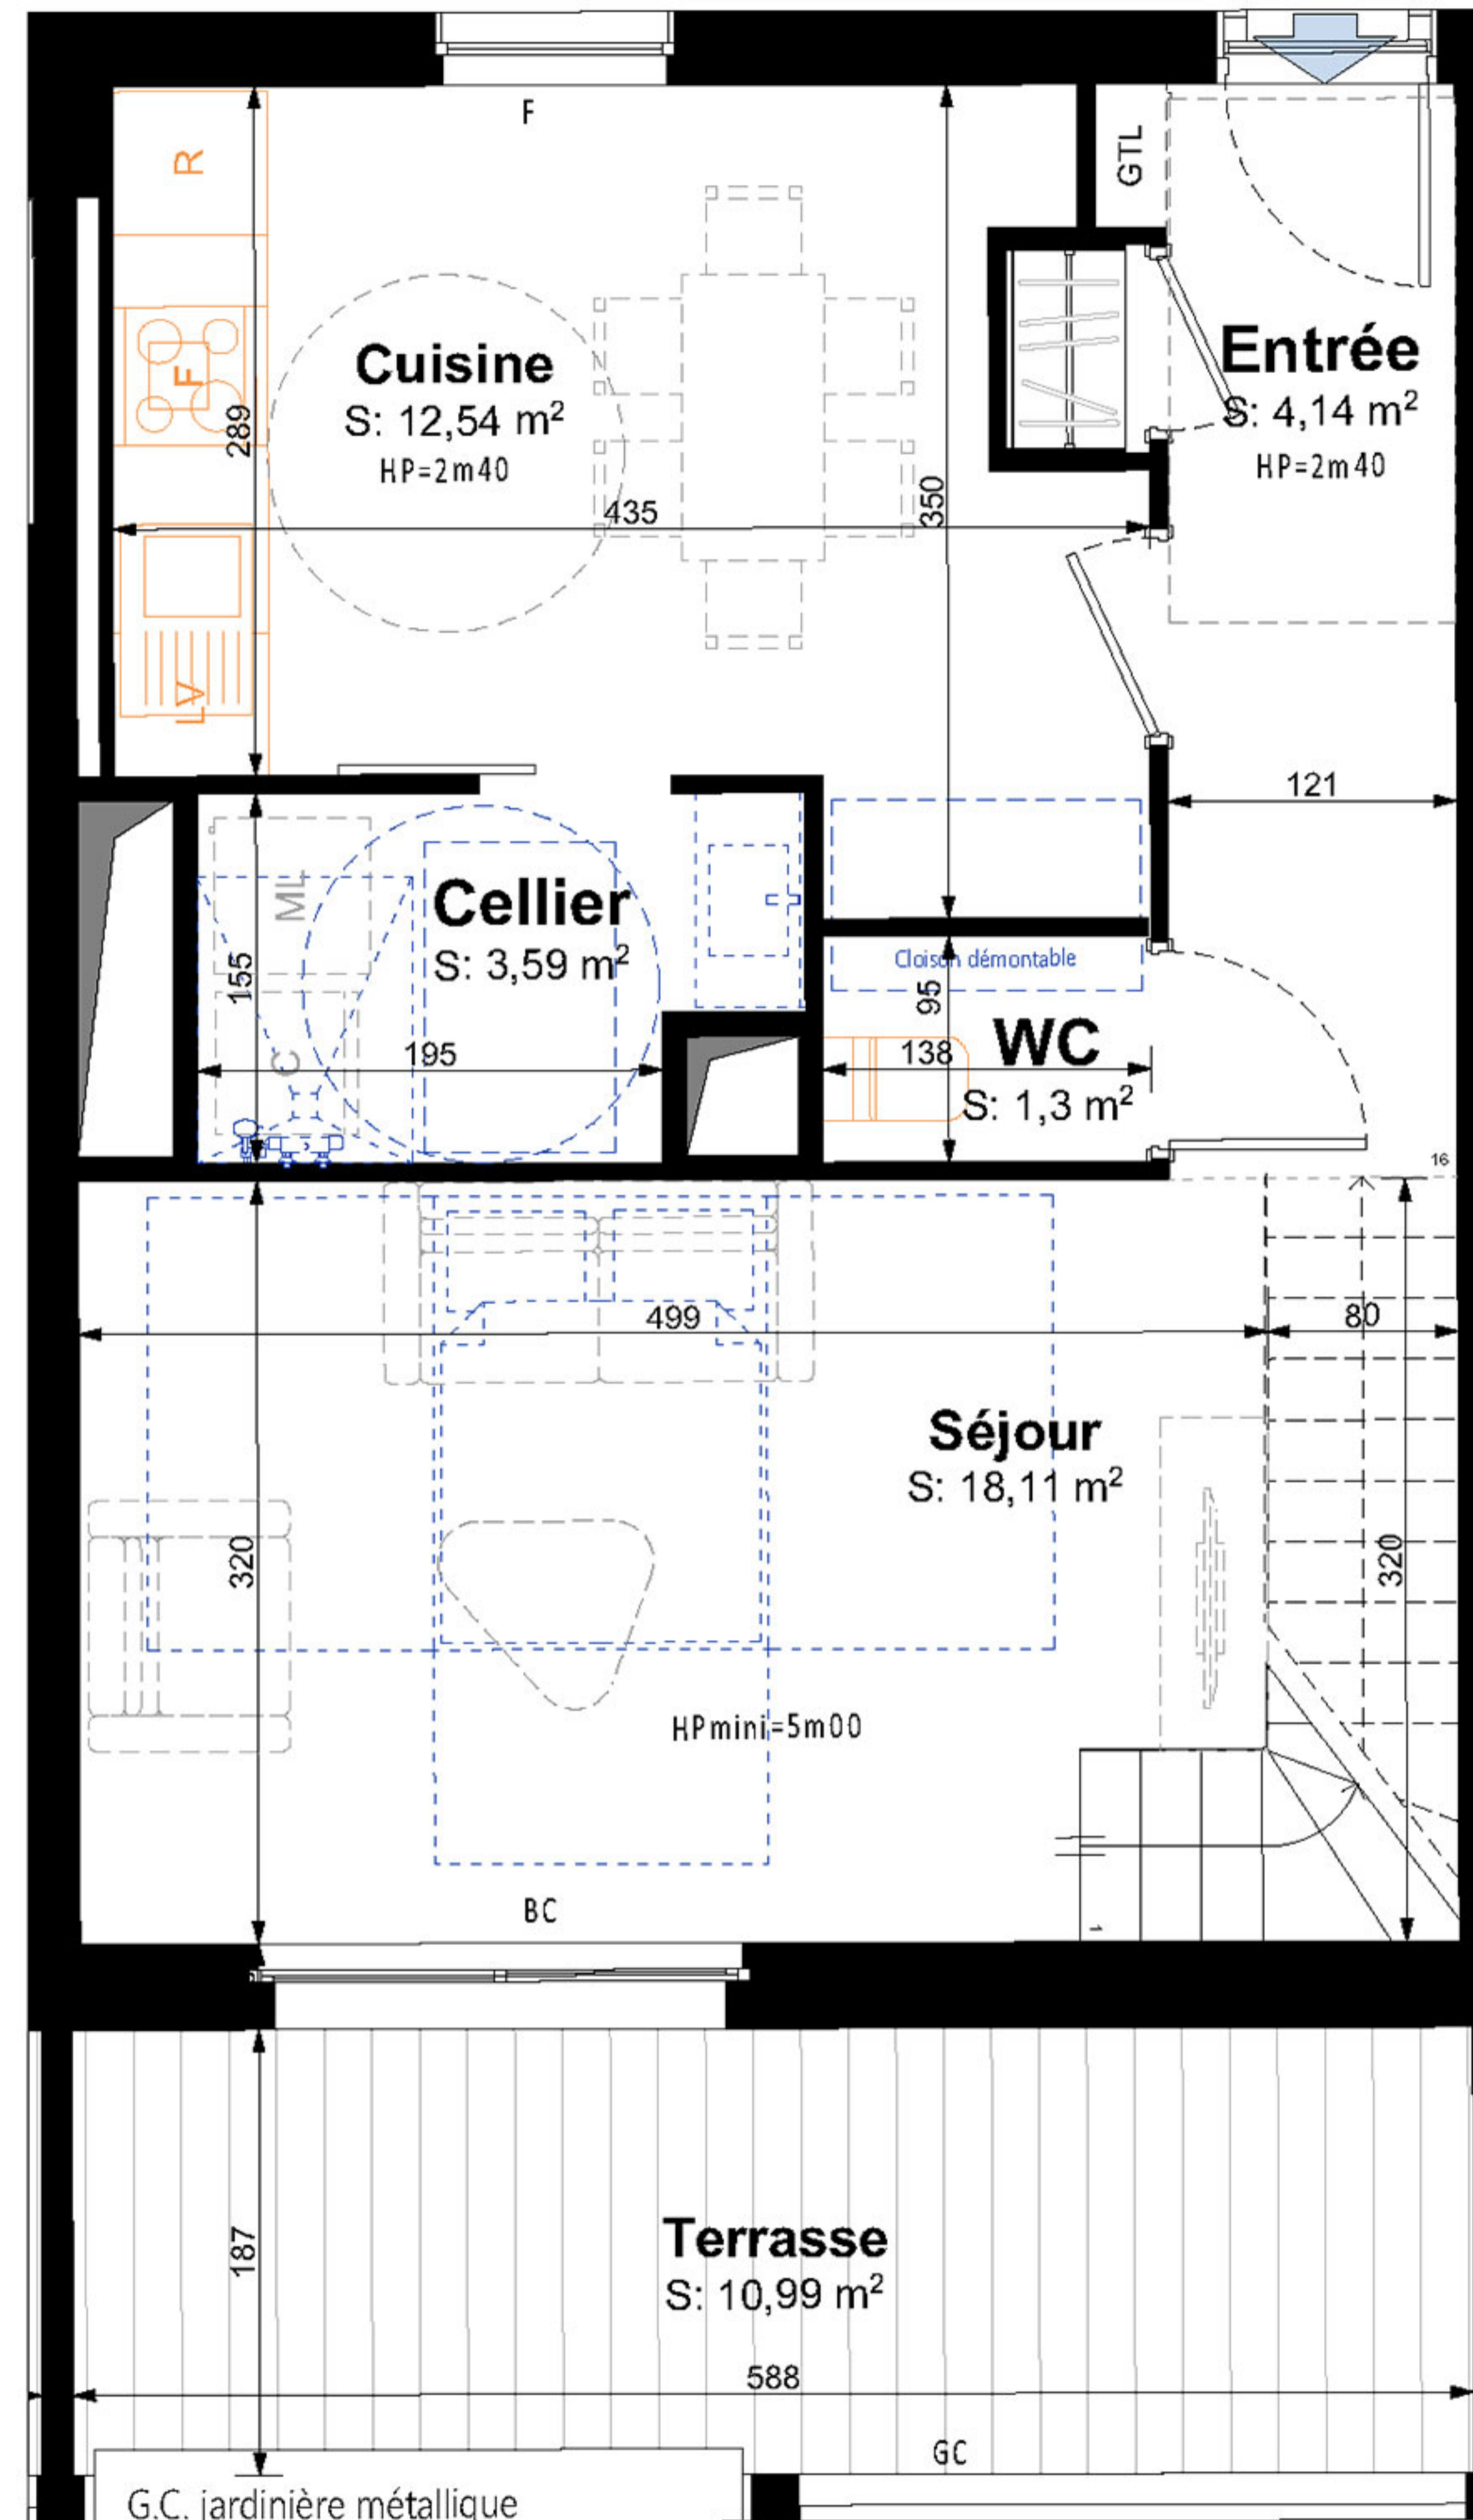 F
R
GTL
Cuisine
S: 12,54 m²
HP=2m40
F
289
Entrée
S: 4,14 m²
HP=2m40
435
350
LV
121
ML
Cellier
S: 3,59 m²
155
195
C
Cloison démontable
95
WC
138
S: 1,3 m²
16
499
80
Séjour
S: 18,11 m²
320
320
HPmini=5m00
BC
1
Terrasse
S: 10,99 m²
187
588
GC
G.C. jardinière métallique